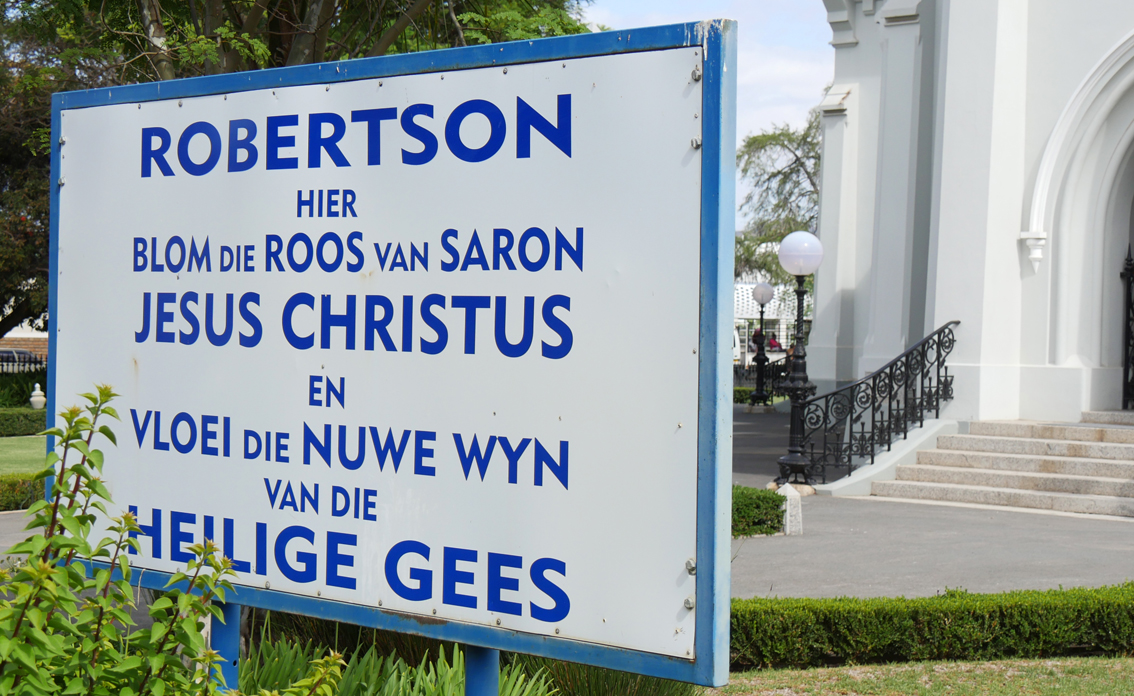 ROBERTSON
HIER
BLOM DIE ROOS VAN SARON
JESUS CHRISTUS
EN
VLOEI DIE NUWE WYN
VAN DIE
HEILIGE GEES